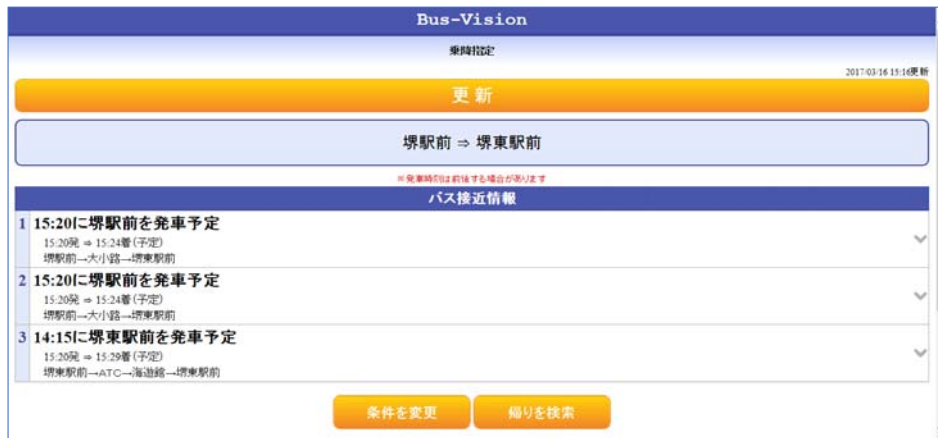 Bus-Vision
乗降指定
2017/03/16 15:16更新
更新
堺駅前 ⇒ 堺東駅前
※発車時刻は前後する場合があります
バス接近情報
1 15:20に堺駅前を発車予定
15:20発 ⇒ 15:24着(予定)
堺駅前→大小路→堺東駅前
2 15:20に堺駅前を発車予定
15:20発 ⇒ 15:24着(予定)
堺駅前→大小路→堺東駅前
3 14:15に堺東駅前を発車予定
15:20発 ⇒ 15:29着(予定)
堺東駅前→ATC→海遊館→堺東駅前
条件を変更 帰りを検索